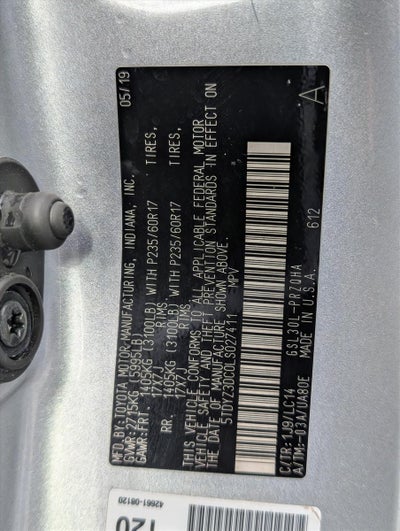 MFD. BY: TOYOTA MOTOR MANUFACTURING, INDIANA, INC. 05/19
GVWR: 2715KG (5995LB)
GAWR:FRT. 1405KG (3100LB) WITH P235/60R17 TIRES,
17X7J RIMS.
RR. 1405KG (3100LB) WITH P235/60R17 TIRES,
17X7J RIMS.
THIS VEHICLE CONFORMS TO ALL APPLICABLE FEDERAL MOTOR
VEHICLE SAFETY AND THEFT PREVENTION STANDARDS IN EFFECT ON
THE DATE OF MANUFACTURE SHOWN ABOVE.
5TDYZ3DC0LS027411 MPV
C/TR: 1J9/LC14 GSL30L-PRZQHA
A/TM:-03A/UA80E MADE IN U.S.A. 612
A
42661-08120
120